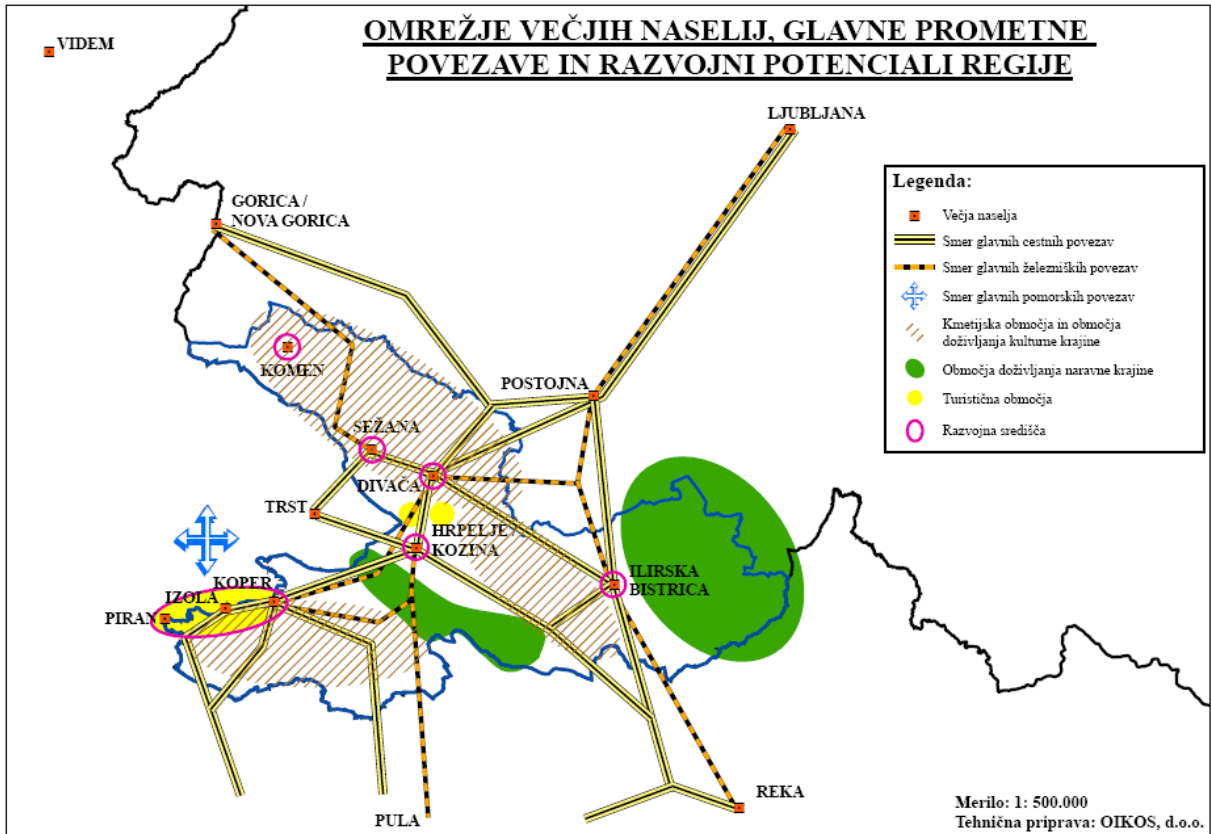 OMREŽJE VEČJIH NASELIJ, GLAVNE PROMETNE
POVEZAVE IN RAZVOJNI POTENCIALI REGIJE
VIDEM
LJUBLJANA
GORICA /
NOVA GORICA
KOMEN
POSTOJNA
SEŽANA
DIVAČA
TRST
HRPELJE
KOZINA
KOPER
IZOLA
PIRAN
ILIRSKA
BISTRICA
PULA
REKA
Legenda:
Večja naselja
Smer glavnih cestnih povezav
Smer glavnih železniških povezav
Smer glavnih pomorskih povezav
Kmetijska območja in območja
doživljanja kulturne krajine
Območja doživljanja naravne krajine
Turistična območja
Razvojna središča
Merilo: 1: 500.000
Tehnična priprava: OIKOS, d.o.o.